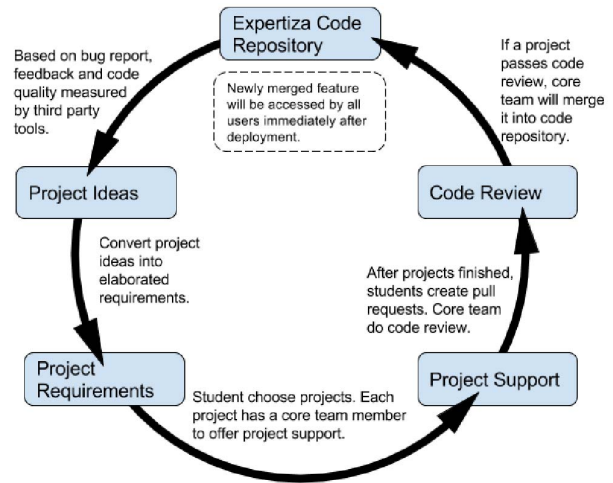 Expertiza Code
Repository
Newly merged feature
will be accessed by all
users immediately after
deployment.
Based on bug report,
feedback and code
quality measured
by third party
tools.
Project Ideas
Convert project
ideas into
elaborated
requirements.
Project
Requirements
Student choose projects. Each
project has a core team member
to offer project support.
Project Support
After projects finished,
students create pull
requests. Core team
do code review.
Code Review
If a project
passes code
review, core
team will merge
it into code
repository.